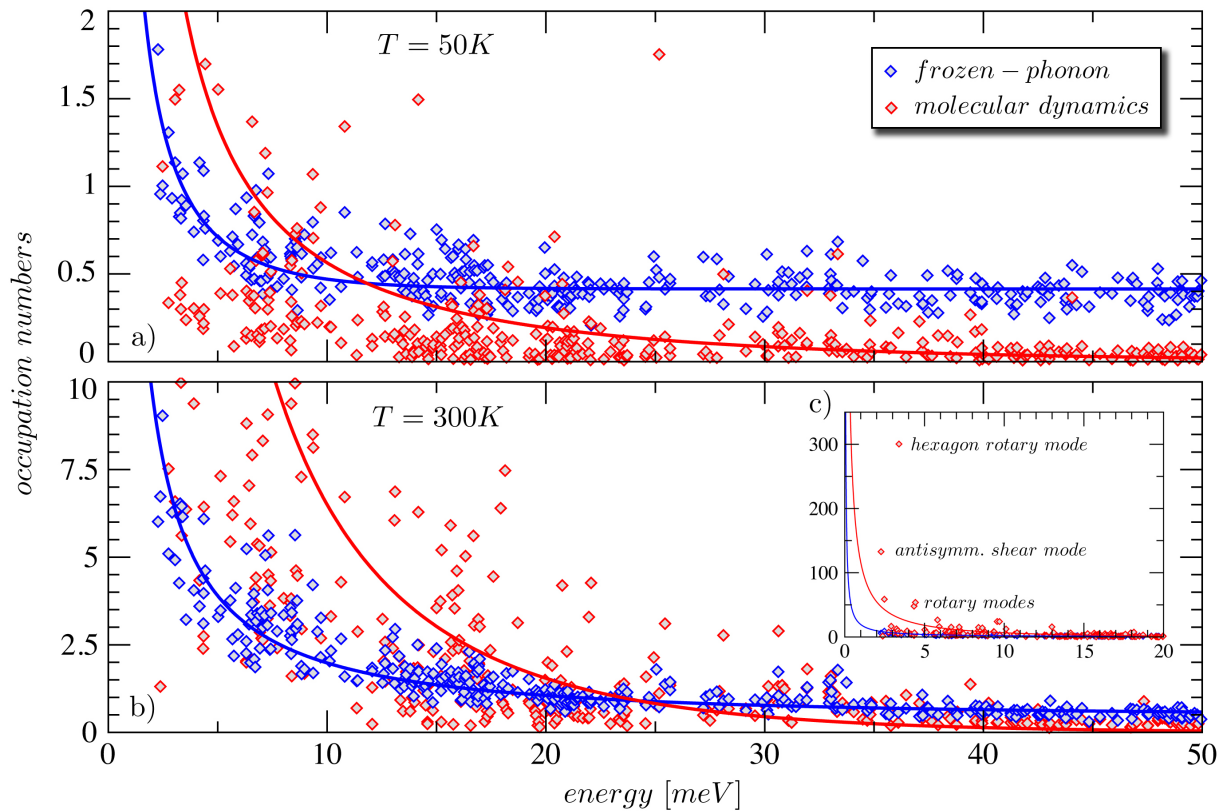 2
1.5
1
0.5
0
T = 50K
frozen − phonon
molecular dynamics
a)
occupation numbers
10
7.5
5
2.5
0
T = 300K
b)
c)
300
200
100
0
hexagon rotary mode
antisymm. shear mode
rotary modes
0 5 10 15 20
0 10 20 30 40 50
energy [meV]